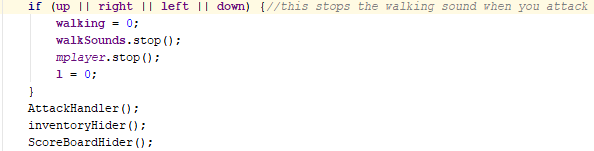 if (up || right || left || down) {//this stops the walking sound when you attack
walking = 0;
walkSounds.stop();
mplayer.stop();
l = 0;
}
AttackHandler();
inventoryHider();
ScoreBoardHider();